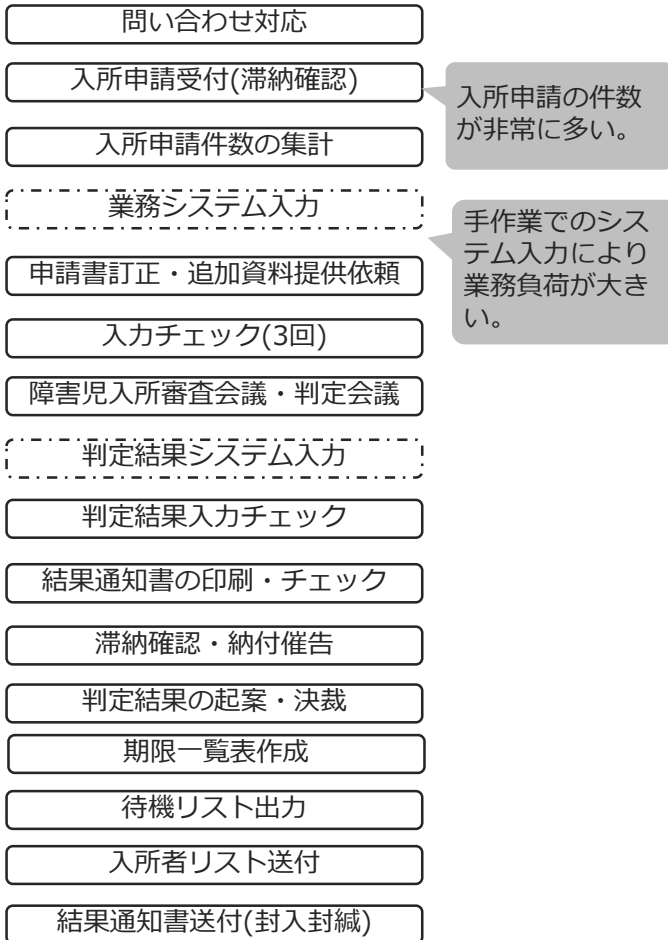 問い合わせ対応
入所申請受付(滞納確認)
入所申請の件数
が非常に多い。
入所申請件数の集計
業務システム入力
手作業でのシス
テム入力により
業務負荷が大き
い。
申請書訂正・追加資料提供依頼
入力チェック(3回)
障害児入所審査会議・判定会議
判定結果システム入力
判定結果入力チェック
結果通知書の印刷・チェック
滞納確認・納付催告
判定結果の起案・決裁
期限一覧表作成
待機リスト出力
入所者リスト送付
結果通知書送付(封入封緘)